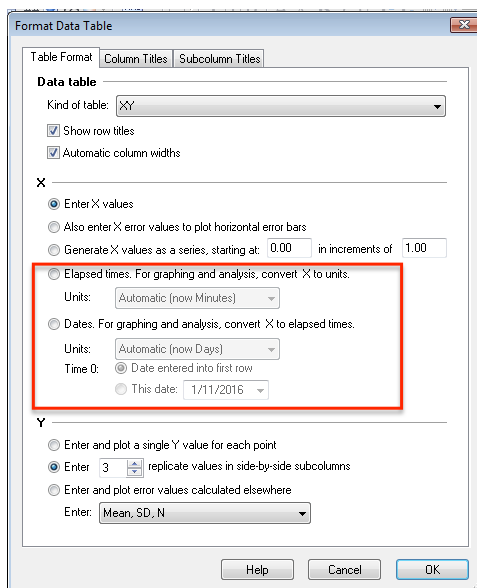 Format Data Table
Table Format Column Titles Subcolumn Titles
Data table
Kind of table: XY
Show row titles
Automatic column widths
X
Enter X values
Also enter X error values to plot horizontal error bars
Generate X values as a series, starting at: 0.00 in increments of 1.00
Elapsed times. For graphing and analysis, convert X to units.
Units: Automatic (now Minutes)
Dates. For graphing and analysis, convert X to elapsed times.
Units: Automatic (now Days)
Time 0: Date entered into first row
This date: 1/11/2016
Y
Enter and plot a single Y value for each point
Enter 3 replicate values in side-by-side subcolumns
Enter and plot error values calculated elsewhere
Enter: Mean, SD, N
Help Cancel OK